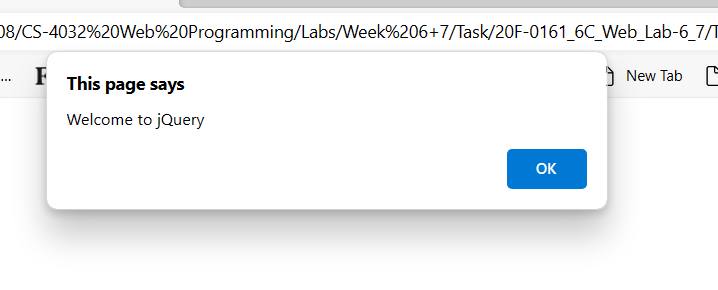 08/CS-4032%20Web%20Programming/Labs/Week%206+7/Task/20F-0161_6C_Web_Lab-6_7/T
... F New Tab
This page says
Welcome to jQuery
OK